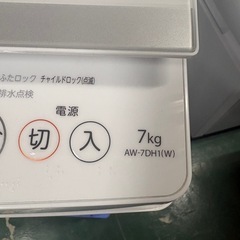 ふたロック チャイルドロック(点滅)
排水点検
電源
切 入 7kg
AW-7DH1(W)